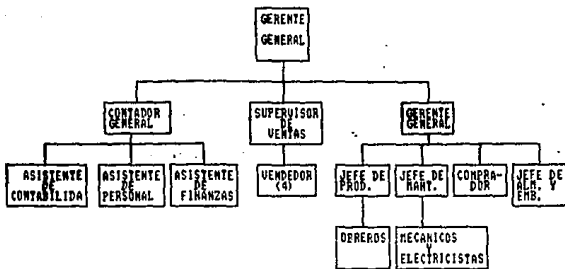 GERENTE
GENERAL
CONTADOR
GENERAL
SUPERVISOR
DE
VENTAS
GERENTE
GENERAL
ASISTENTE
DE
CONTABILIDA
ASISTENTE
DE
PERSONAL
ASISTENTE
DE
FINANZAS
VENDEDOR
(4)
JEFE DE
PROD.
JEFE DE
MANT.
COMPRA-
DOR
JEFE DE
ALM. Y
EMB.
OBREROS
MECANICOS
Y
ELECTRICISTAS